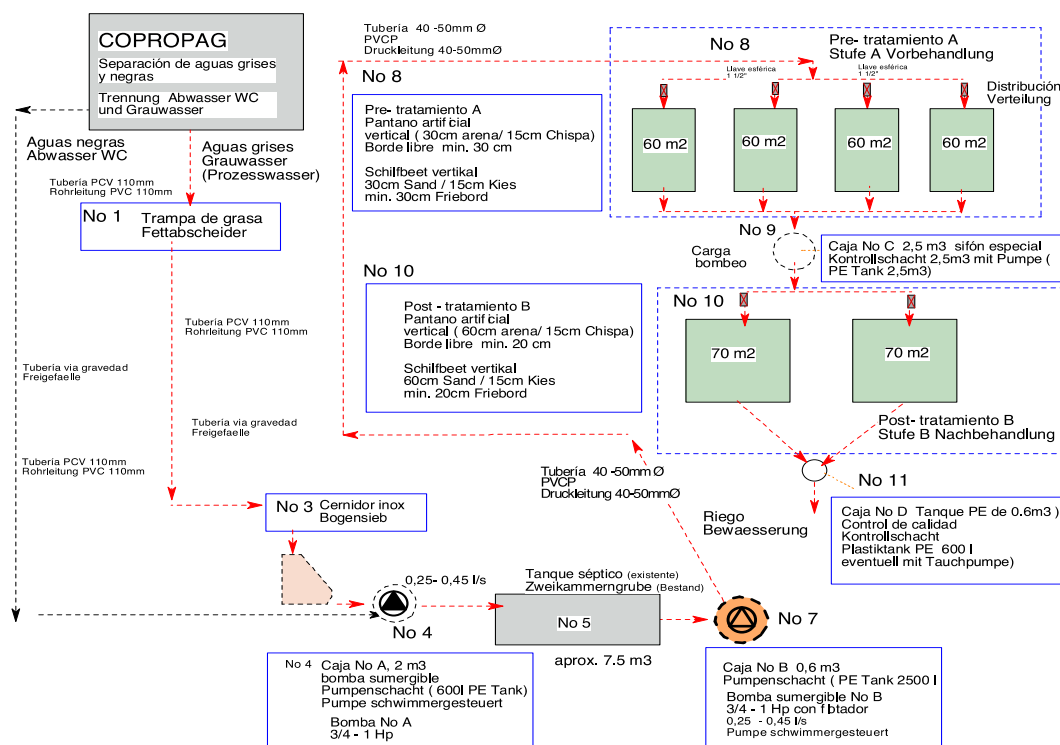 COPROPAG
Separación de aguas grises
y negras
Trennung Abwasser WC
und Grauwasser
Aguas negras
Abwasser WC
Aguas grises
Grauwasser
(Prozesswasser)
Tubería PCV 110mm
Rohrleitung PVC 110mm
No 1
Trampa de grasa
Fettabscheider
Tubería PCV 110mm
Rohrleitung PVC 110mm
Tubería via gravedad
Freigefaelle
Tubería via gravedad
Freigefaelle
Tubería PCV 110mm
Rohrleitung PVC 110mm
No 3 Cernidor inox
Bogensieb
0,25- 0,45 l/s
No 4
No 4 Caja No A, 2 m3
bomba sumergible
Pumpenschacht ( 600l PE Tank)
Pumpe schwimmergesteuert
Bomba No A
3/4 - 1 Hp
Tanque séptico (existente)
Zweikammerngrube (Bestand)
No 5
aprox. 7.5 m3
No 7
Caja No B 0,6 m3
Pumpenschacht ( PE Tank 2500 l
Bomba sumergible No B
3/4 - 1 Hp con flotador
0,25 - 0,45 l/s
Pumpe schwimmergesteuert
Tubería 40 -50mm Ø
PVCP
Druckleitung 40-50mmØ
Tubería 40 -50mm Ø
PVCP
Druckleitung 40-50mmØ
No 8
Pre- tratamiento A
Pantano artificial
vertical ( 30cm arena/ 15cm Chispa)
Borde libre min. 30 cm
Schilfbeet vertikal
30cm Sand / 15cm Kies
min. 30cm Friebord
No 8
Pre- tratamiento A
Stufe A Vorbehandlung
Llave esférica
1 1/2"
Llave esférica
1 1/2"
Distribución
Verteilung
60 m2
60 m2
60 m2
60 m2
No 9
Carga
bombeo
Caja No C 2,5 m3 sifón especial
Kontrollschacht 2,5m3 mit Pumpe (
PE Tank 2,5m3)
No 10
Post - tratamiento B
Pantano artificial
vertical ( 60cm arena/ 15cm Chispa)
Borde libre min. 20 cm
Schilfbeet vertikal
60cm Sand / 15cm Kies
min. 20cm Friebord
No 10
70 m2
70 m2
Post- tratamiento B
Stufe B Nachbehandlung
No 11
Riego
Bewaesserung
Caja No D Tanque PE de 0.6m3 )
Control de calidad
Kontrollschacht
Plastiktank PE 600 l
eventuell mit Tauchpumpe)